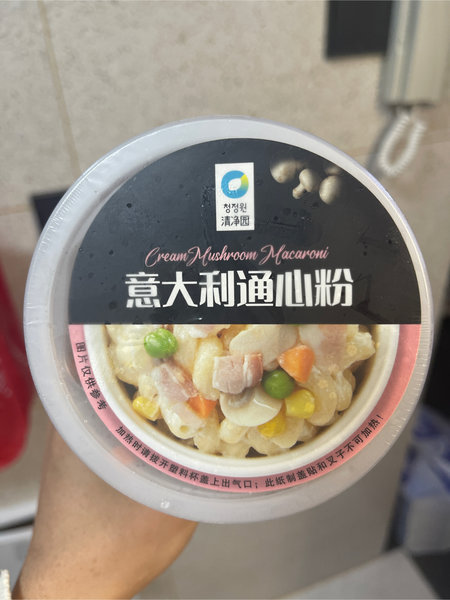 청정원
清净园
Cream Mushroom Macaroni
意大利通心粉
图片仅供参考
加热时请拨开塑料杯盖上出气口；此纸制盖贴和叉子不可加热！